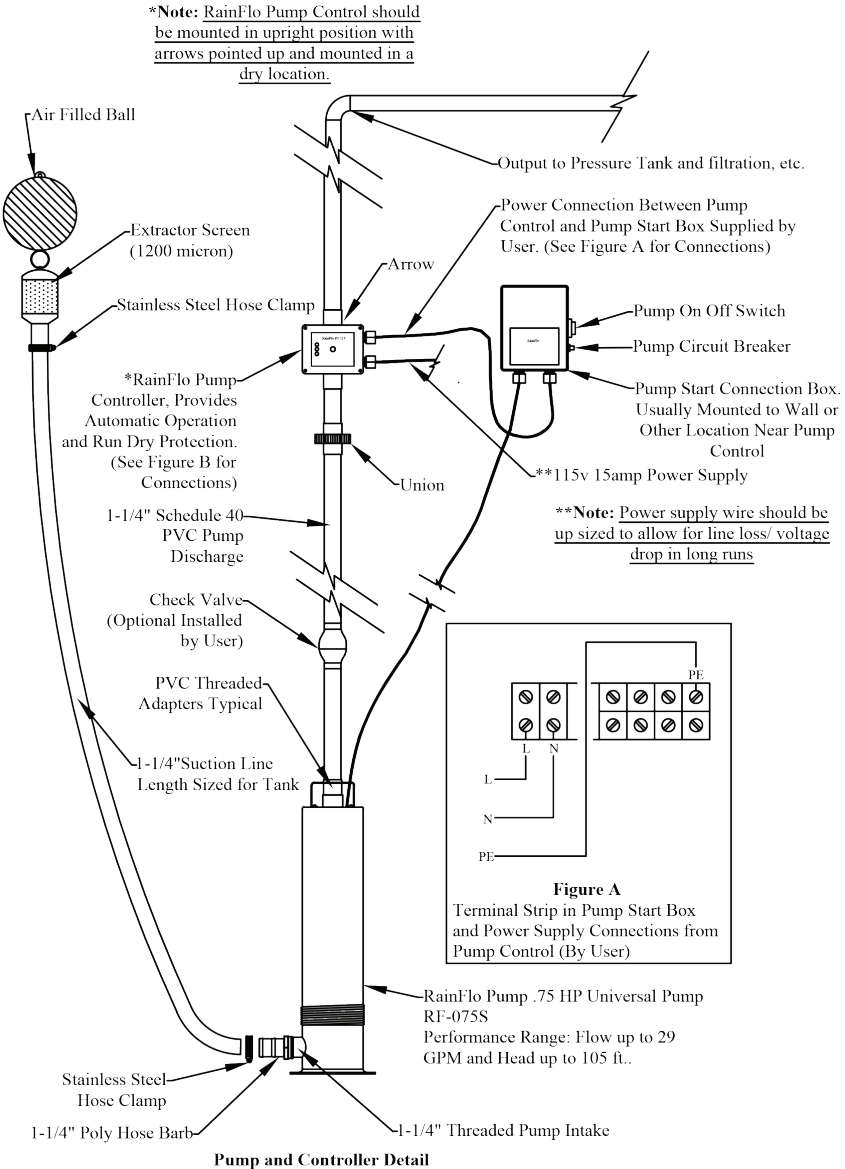 *Note: RainFlo Pump Control should
be mounted in upright position with
arrows pointed up and mounted in a
dry location.
Air Filled Ball
Output to Pressure Tank and filtration, etc.
Power Connection Between Pump
Control and Pump Start Box Supplied by
User. (See Figure A for Connections)
Extractor Screen
(1200 micron)
Arrow
Stainless Steel Hose Clamp
Pump On Off Switch
Pump Circuit Breaker
RainFlo
*RainFlo Pump
Controller, Provides
Automatic Operation
and Run Dry Protection.
(See Figure B for
Connections)
Pump Start Connection Box.
Usually Mounted to Wall or
Other Location Near Pump
Control
Union
**115v 15amp Power Supply
**Note: Power supply wire should be
up sized to allow for line loss/ voltage
drop in long runs
1-1/4" Schedule 40
PVC Pump
Discharge
Check Valve
(Optional Installed
by User)
PVC Threaded
Adapters Typical
1-1/4"Suction Line
Length Sized for Tank
PE
L N
L
N
PE
Figure A
Terminal Strip in Pump Start Box
and Power Supply Connections from
Pump Control (By User)
RainFlo Pump .75 HP Universal Pump
RF-075S
Performance Range: Flow up to 29
GPM and Head up to 105 ft..
Stainless Steel
Hose Clamp
1-1/4" Poly Hose Barb
1-1/4" Threaded Pump Intake
Pump and Controller Detail